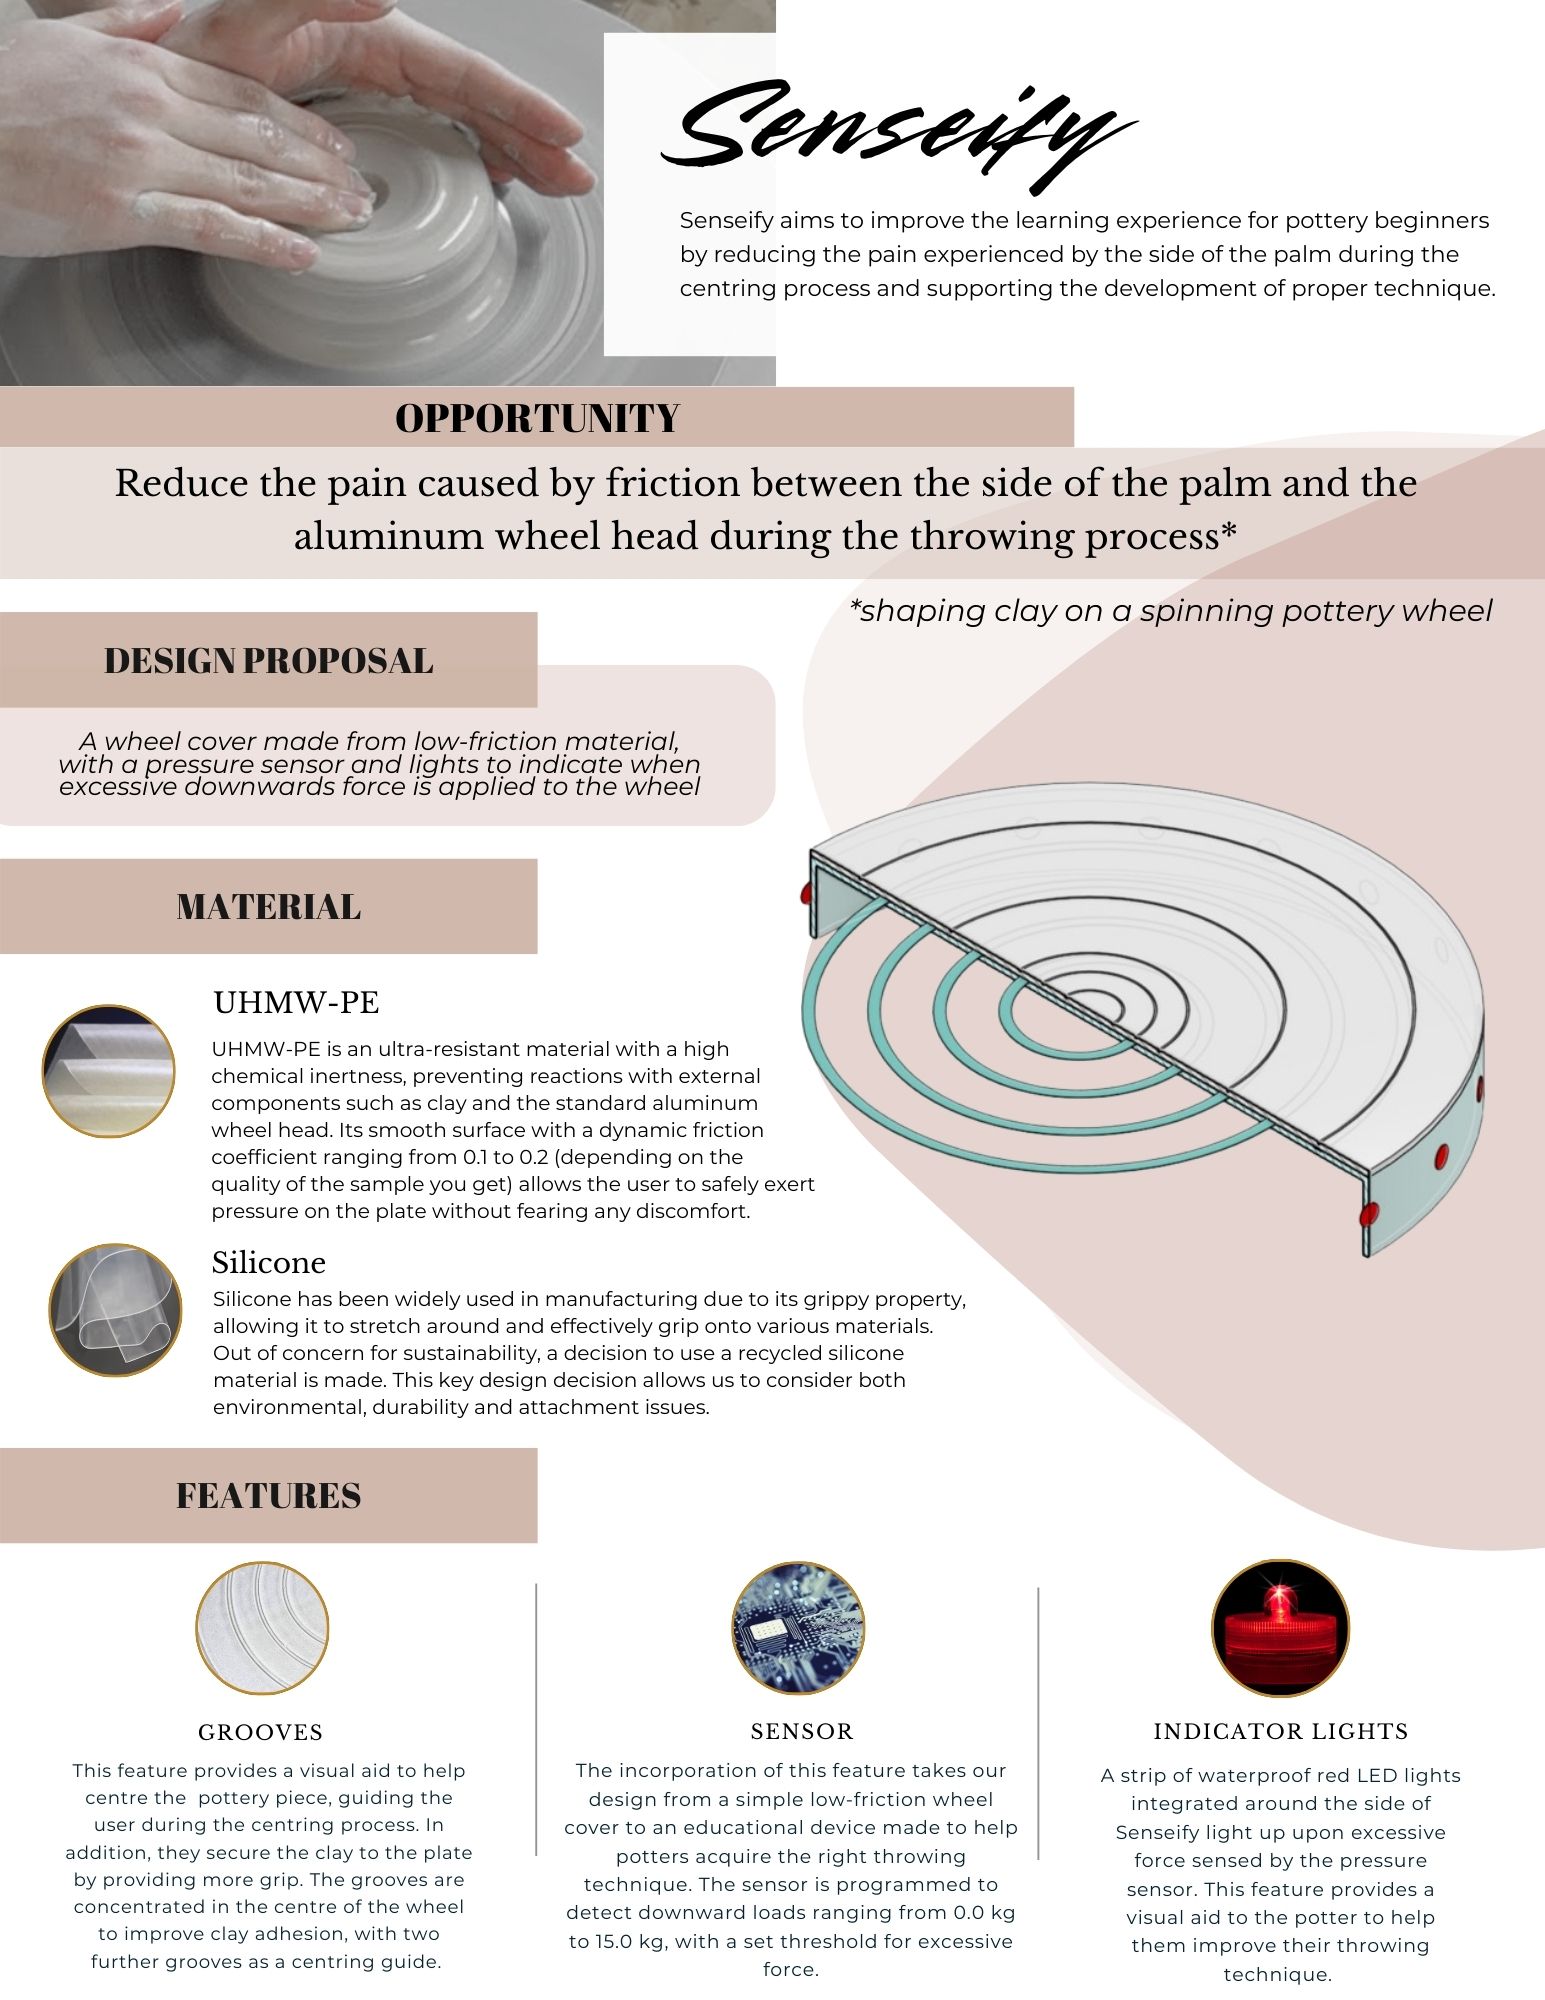 Senseify
Senseify aims to improve the learning experience for pottery beginners
by reducing the pain experienced by the side of the palm during the
centring process and supporting the development of proper technique.
OPPORTUNITY
Reduce the pain caused by friction between the side of the palm and the
aluminum wheel head during the throwing process*
*shaping clay on a spinning pottery wheel
DESIGN PROPOSAL
A wheel cover made from low-friction material,
with a pressure sensor and lights to indicate when
excessive downwards force is applied to the wheel
MATERIAL
UHMW-PE
UHMW-PE is an ultra-resistant material with a high
chemical inertness, preventing reactions with external
components such as clay and the standard aluminum
wheel head. Its smooth surface with a dynamic friction
coefficient ranging from 0.1 to 0.2 (depending on the
quality of the sample you get) allows the user to safely exert
pressure on the plate without fearing any discomfort.
Silicone
Silicone has been widely used in manufacturing due to its grippy property,
allowing it to stretch around and effectively grip onto various materials.
Out of concern for sustainability, a decision to use a recycled silicone
material is made. This key design decision allows us to consider both
environmental, durability and attachment issues.
FEATURES
GROOVES
This feature provides a visual aid to help
centre the pottery piece, guiding the
user during the centring process. In
addition, they secure the clay to the plate
by providing more grip. The grooves are
concentrated in the centre of the wheel
to improve clay adhesion, with two
further grooves as a centring guide.
SENSOR
The incorporation of this feature takes our
design from a simple low-friction wheel
cover to an educational device made to help
potters acquire the right throwing
technique. The sensor is programmed to
detect downward loads ranging from 0.0 kg
to 15.0 kg, with a set threshold for excessive
force.
INDICATOR LIGHTS
A strip of waterproof red LED lights
integrated around the side of
Senseify light up upon excessive
force sensed by the pressure
sensor. This feature provides a
visual aid to the potter to help
them improve their throwing
technique.